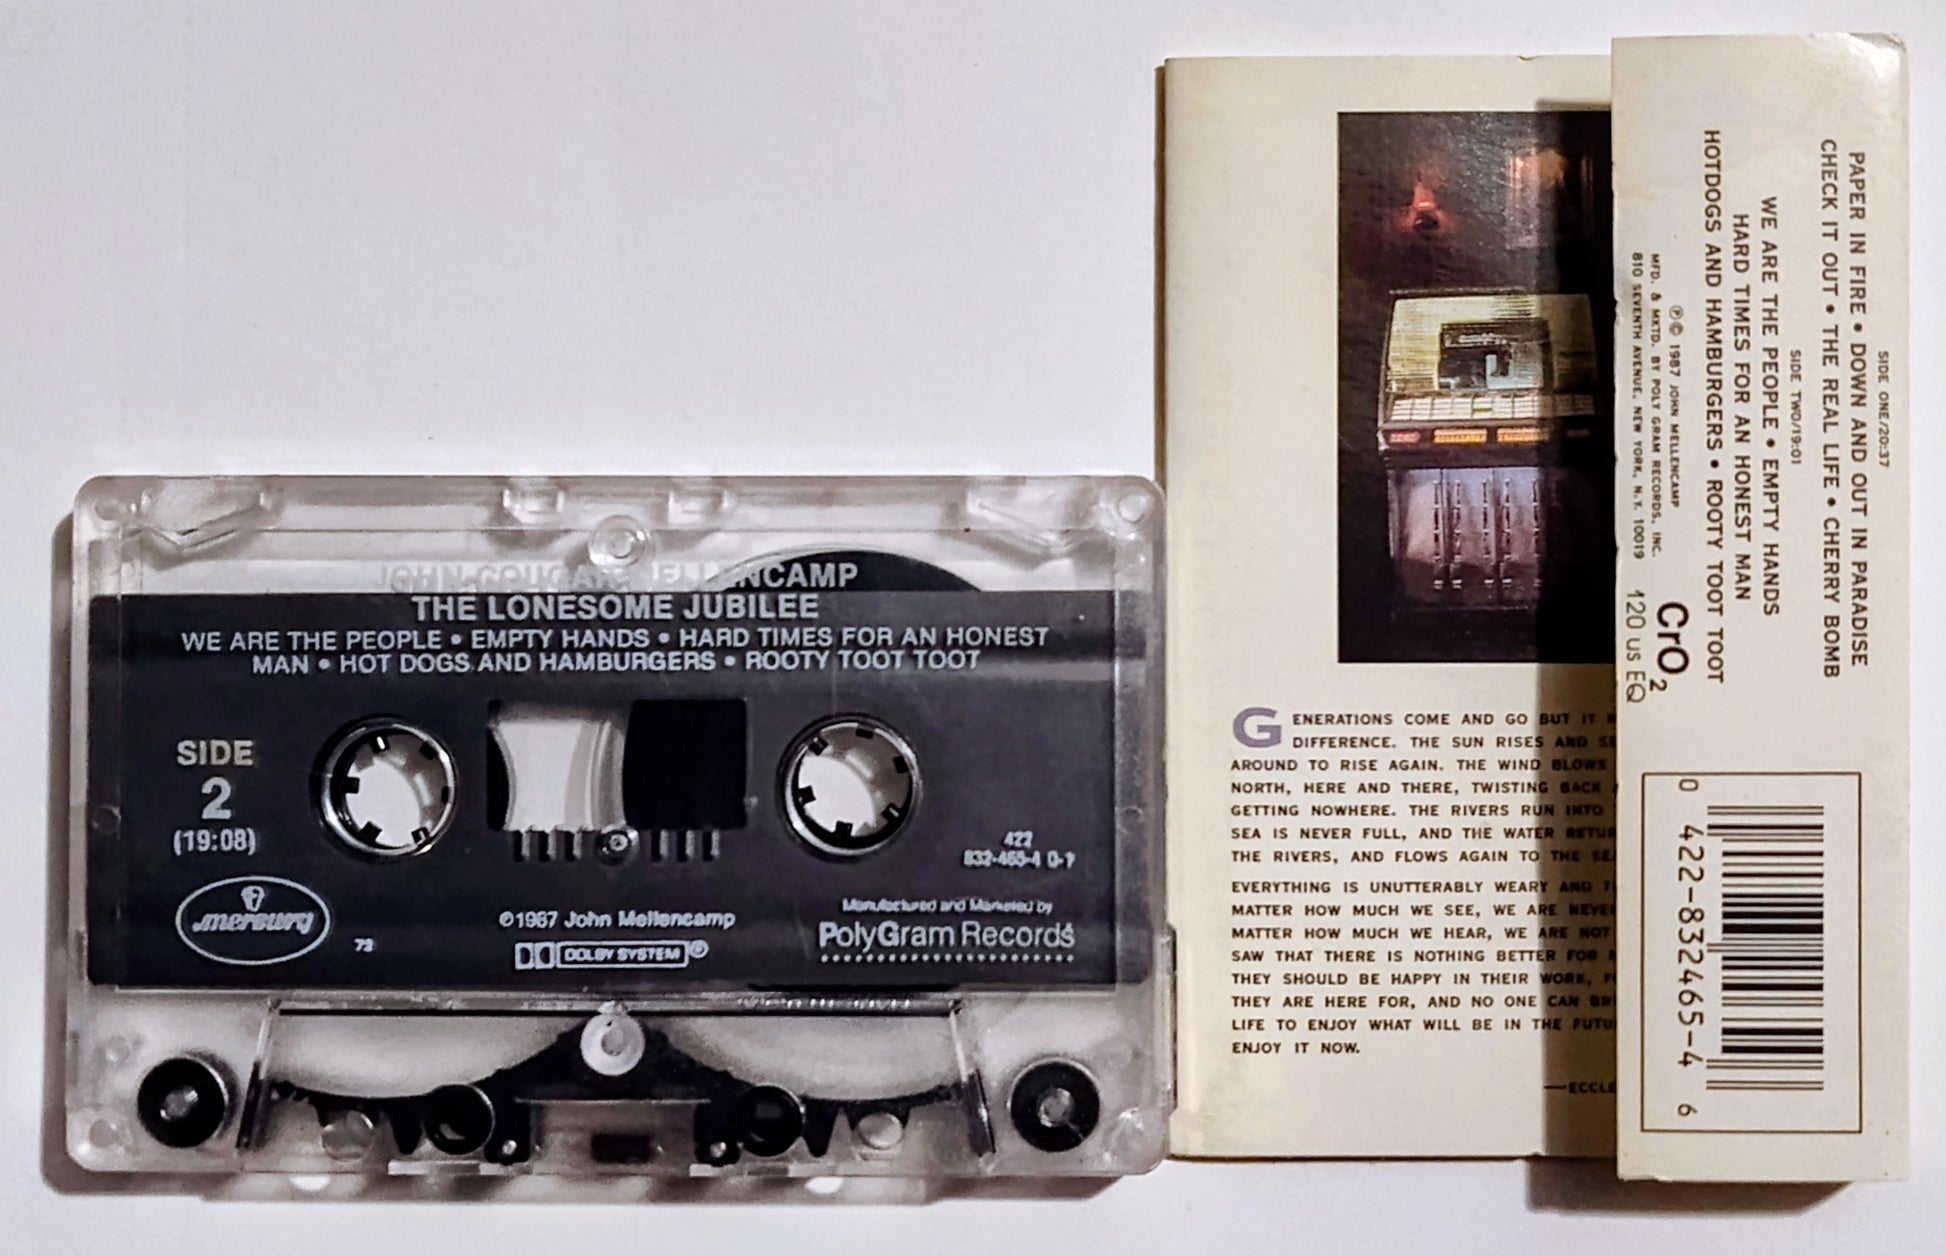 JOHN COUGAR MELLENCAMP
THE LONESOME JUBILEE
WE ARE THE PEOPLE • EMPTY HANDS • HARD TIMES FOR AN HONEST
MAN • HOT DOGS AND HAMBURGERS • ROOTY TOOT TOOT
SIDE
2
(19:08)
422
832-465-4 D-1
mercury
73
©1987 John Mellencamp
DOLBY SYSTEM®
Manufactured and Marketed by
PolyGram Records
GENERATIONS COME AND GO BUT IT
DIFFERENCE. THE SUN RISES AND SE
AROUND TO RISE AGAIN. THE WIND BLOWS
NORTH, HERE AND THERE, TWISTING BACK
GETTING NOWHERE. THE RIVERS RUN INTO
SEA IS NEVER FULL, AND THE WATER RETUR
THE RIVERS, AND FLOWS AGAIN TO THE SEA
EVERYTHING IS UNUTTERABLY WEARY AND T
MATTER HOW MUCH WE SEE, WE ARE NEVE
MATTER HOW MUCH WE HEAR, WE ARE NOT
SAW THAT THERE IS NOTHING BETTER FOR
THEY SHOULD BE HAPPY IN THEIR WORK, F
THEY ARE HERE FOR, AND NO ONE CAN BR
LIFE TO ENJOY WHAT WILL BE IN THE FUTU
ENJOY IT NOW.
—ECCLE
SIDE ONE/20:37
PAPER IN FIRE • DOWN AND OUT IN PARADISE
CHECK IT OUT • THE REAL LIFE • CHERRY BOMB
SIDE TWO/19:01
WE ARE THE PEOPLE • EMPTY HANDS
HARD TIMES FOR AN HONEST MAN
HOTDOGS AND HAMBURGERS • ROOTY TOOT TOOT
℗© 1987 JOHN MELLENCAMP
MFD. & MKTD. BY POLY GRAM RECORDS, INC.
810 SEVENTH AVENUE, NEW YORK, N.Y. 10019
CrO2
120 us EQ
0 422-832465-4 6